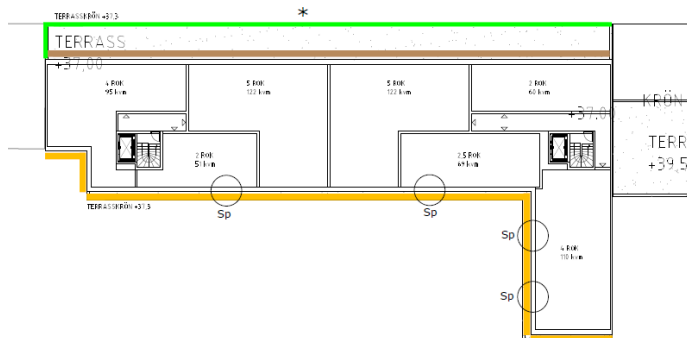 TERRASSKRÖN +37,3
*
TERRASS
+37,00
4 ROK
95 kvm
5 ROK
122 kvm
5 ROK
122 kvm
2 ROK
60 kvm
+37.00
KRÖN
TERR
+39,5
2 ROK
51 kvm
2,5 ROK
69 kvm
TERRASSKRÖN +37,3
Sp
Sp
Sp
4 ROK
110 kvm
Sp